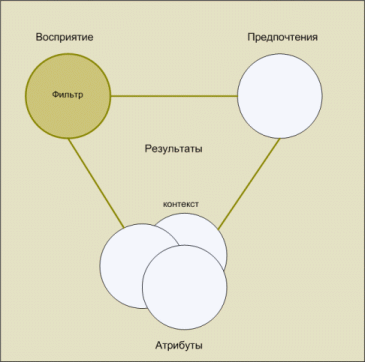 Восприятие
Предпочтения
Фильтр
Результаты
контекст
Атрибуты